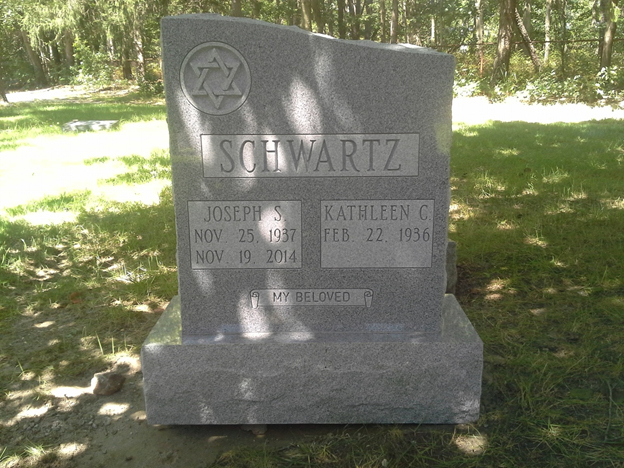 SCHWARTZ
JOSEPH S.
NOV 25, 1937
NOV 19, 2014
KATHLEEN C.
FEB 22, 1936
MY BELOVED